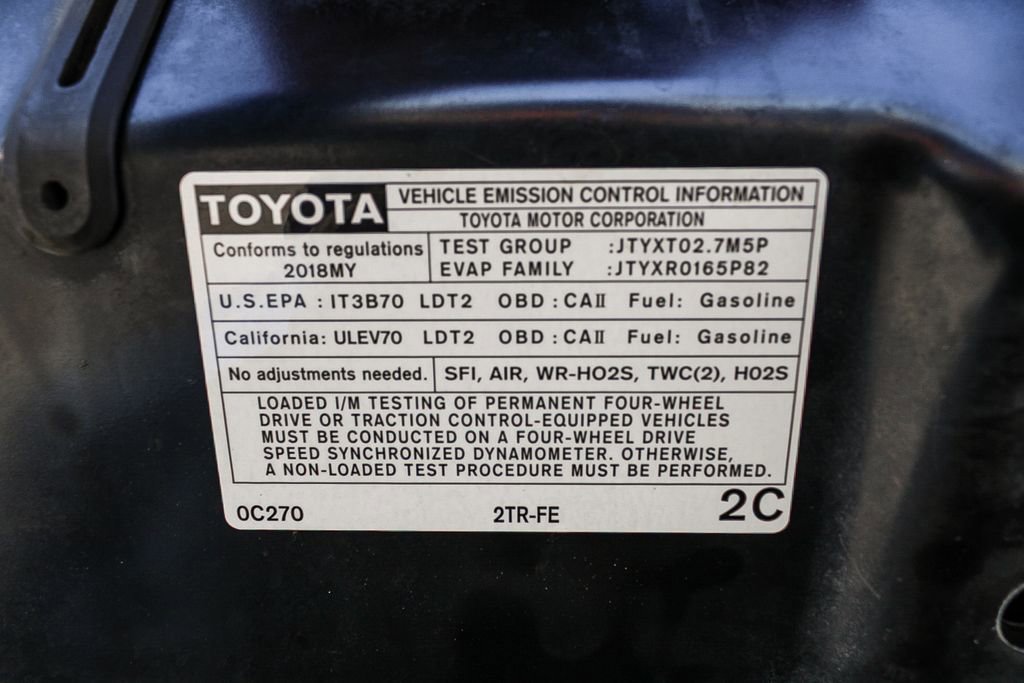 TOYOTA
VEHICLE EMISSION CONTROL INFORMATION
TOYOTA MOTOR CORPORATION
Conforms to regulations
2018MY
TEST GROUP :JTYXT02.7M5P
EVAP FAMILY :JTYXR0165P82
U.S.EPA : IT3B70 LDT2 OBD : CAⅡ Fuel: Gasoline
California: ULEV70 LDT2 OBD : CAⅡ Fuel: Gasoline
No adjustments needed.
SFI, AIR, WR-HO2S, TWC(2), HO2S
LOADED I/M TESTING OF PERMANENT FOUR-WHEEL
DRIVE OR TRACTION CONTROL-EQUIPPED VEHICLES
MUST BE CONDUCTED ON A FOUR-WHEEL DRIVE
SPEED SYNCHRONIZED DYNAMOMETER. OTHERWISE,
A NON-LOADED TEST PROCEDURE MUST BE PERFORMED.
0C270 2TR-FE 2C